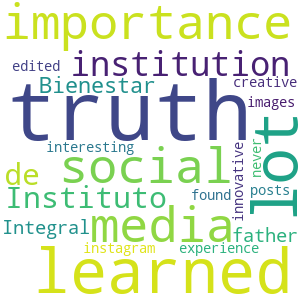 importance
edited
institution
Bienestar
creative
images
truth
lot
interesting
never
innovative
social
de
Instituto
found
posts
media
Integral
father
learned
instagram
experience